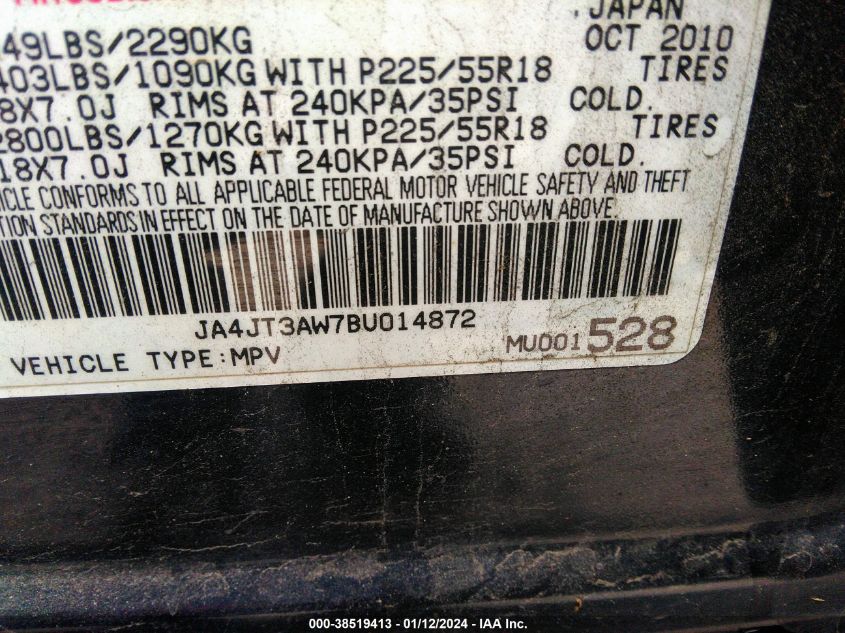 . JAPAN
49LBS/2290KG OCT 2010
403LBS/1090KG WITH P225/55R18 TIRES
8X7.0J RIMS AT 240KPA/35PSI COLD.
2800LBS/1270KG WITH P225/55R18 TIRES
18X7.0J RIMS AT 240KPA/35PSI COLD.
ICLE CONFORMS TO ALL APPLICABLE FEDERAL MOTOR VEHICLE SAFETY AND THEFT
TION STANDARDS IN EFFECT ON THE DATE OF MANUFACTURE SHOWN ABOVE.
JA4JT3AW7BU014872
VEHICLE TYPE:MPV MU001528
000-38519413 - 01/12/2024 - IAA Inc.